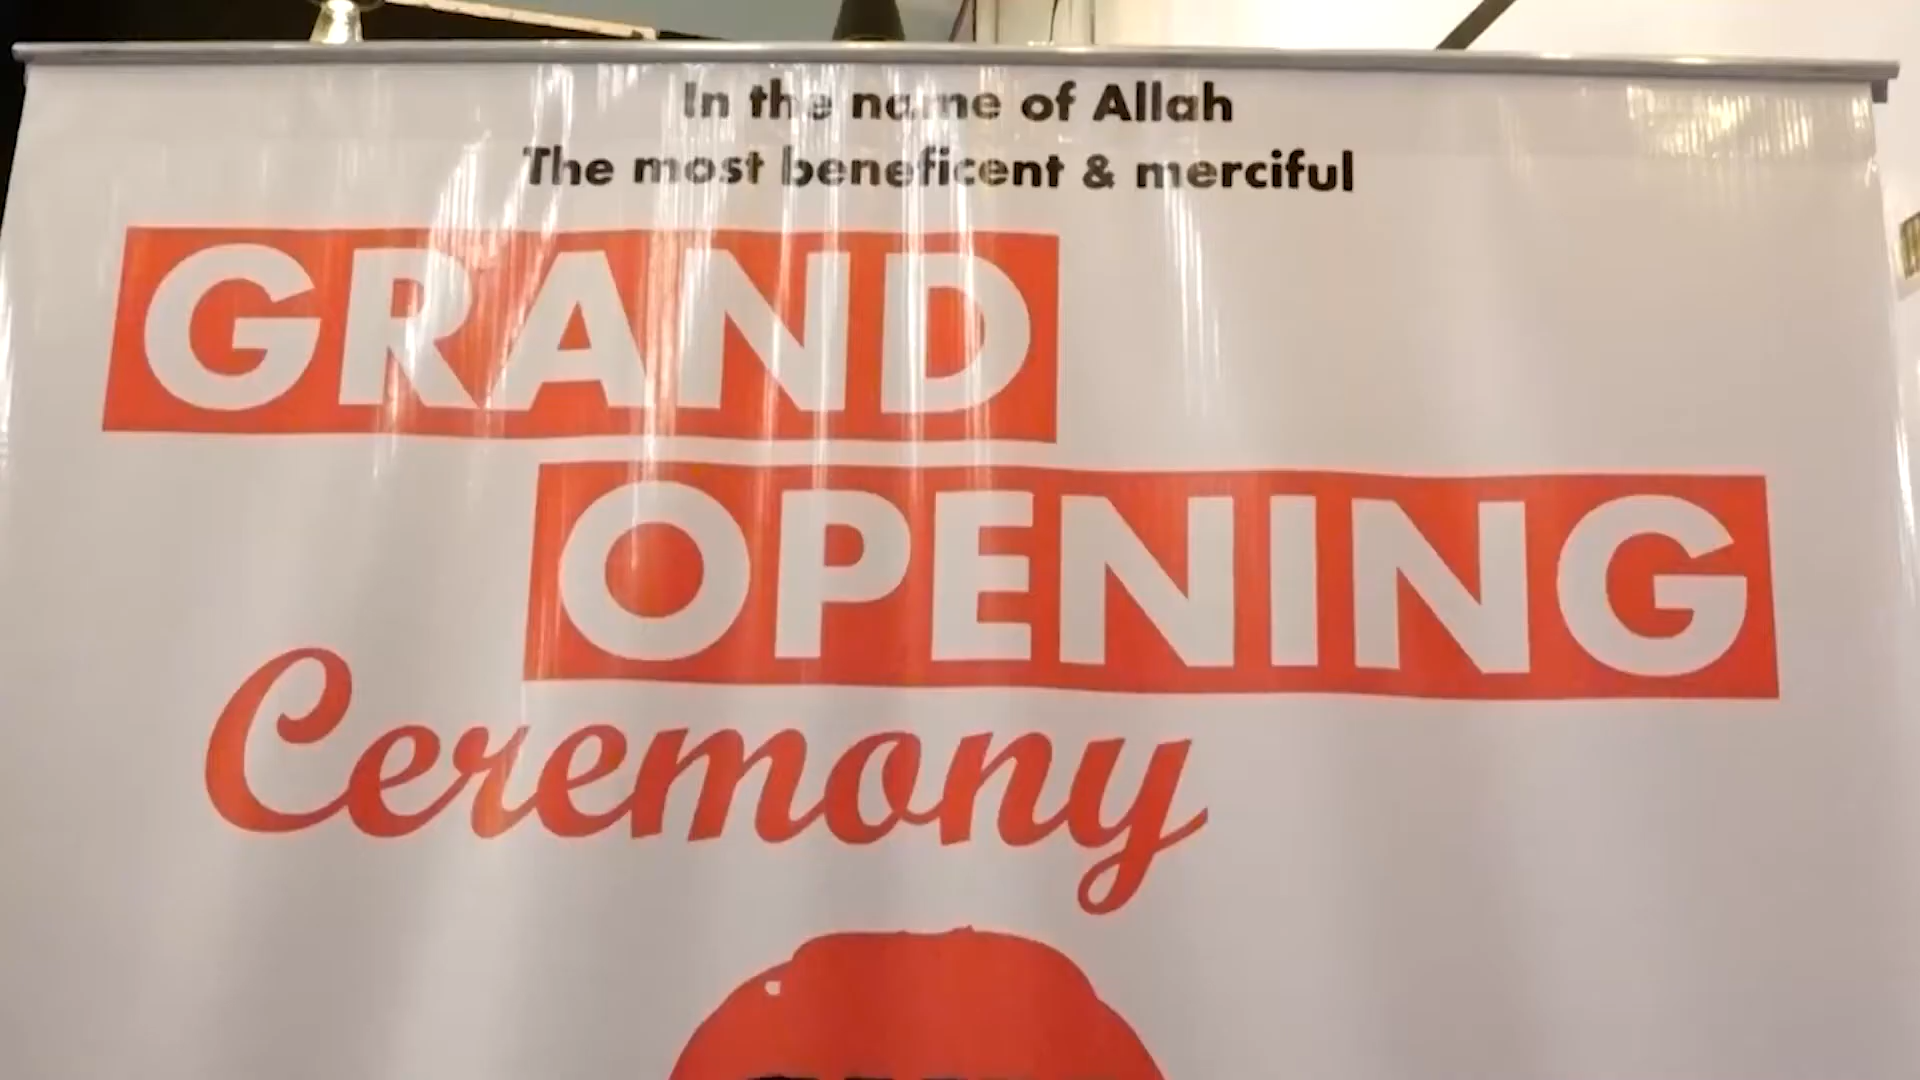 In the name of Allah
The most beneficent & merciful
GRAND
OPENING
Ceremony